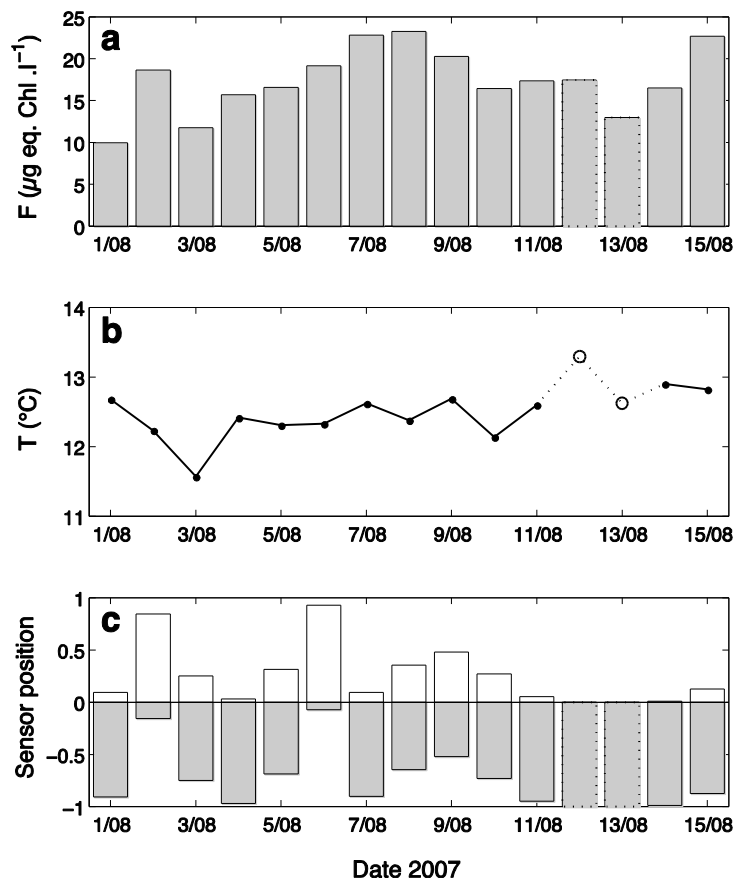 a
F (µg eq. Chl .l⁻¹)
25
20
15
10
5
0
1/08 3/08 5/08 7/08 9/08 11/08 13/08 15/08
b
T (°C)
14
13
12
11
1/08 3/08 5/08 7/08 9/08 11/08 13/08 15/08
c
Sensor position
1
0.5
0
−0.5
−1
1/08 3/08 5/08 7/08 9/08 11/08 13/08 15/08
Date 2007